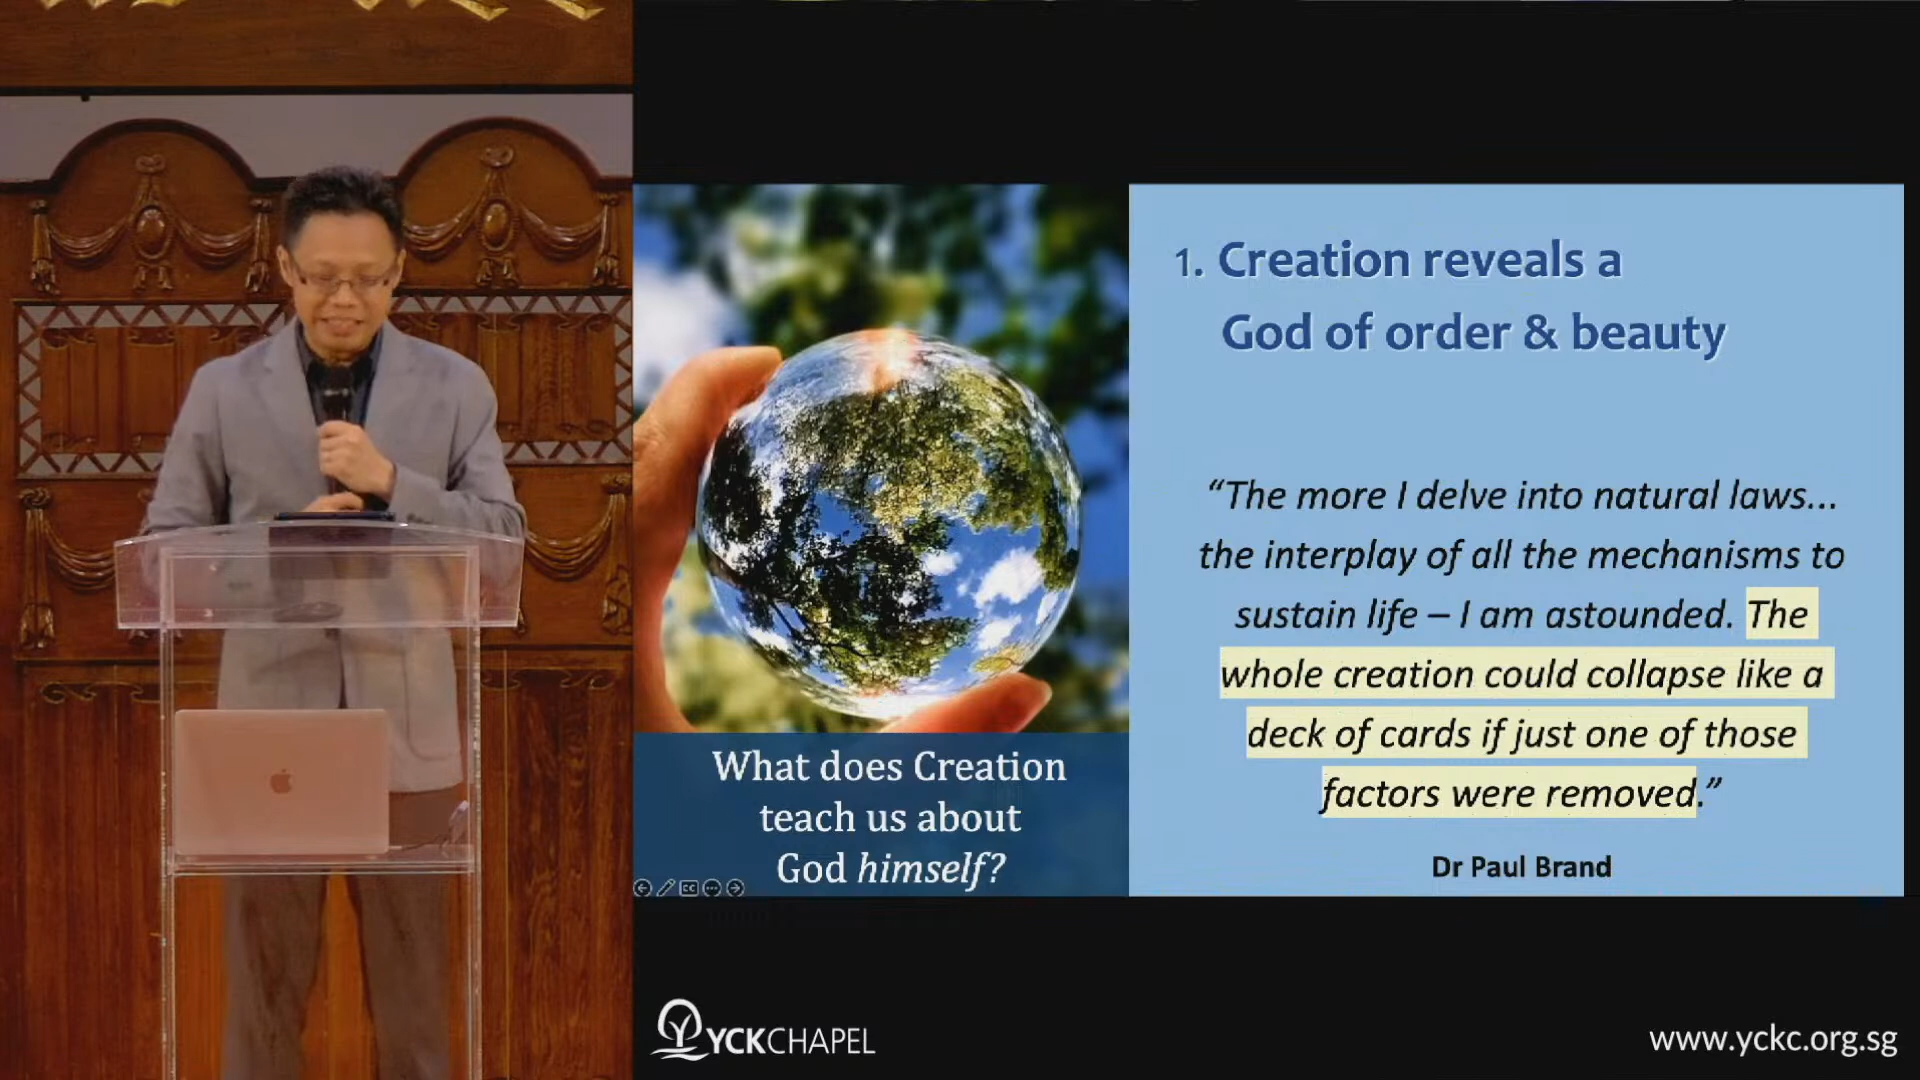 1. Creation reveals a
God of order & beauty
“The more I delve into natural laws...
the interplay of all the mechanisms to
sustain life – I am astounded. The
whole creation could collapse like a
deck of cards if just one of those
factors were removed.”
Dr Paul Brand
What does Creation
teach us about
God himself?
YCKCHAPEL
www.yckc.org.sg